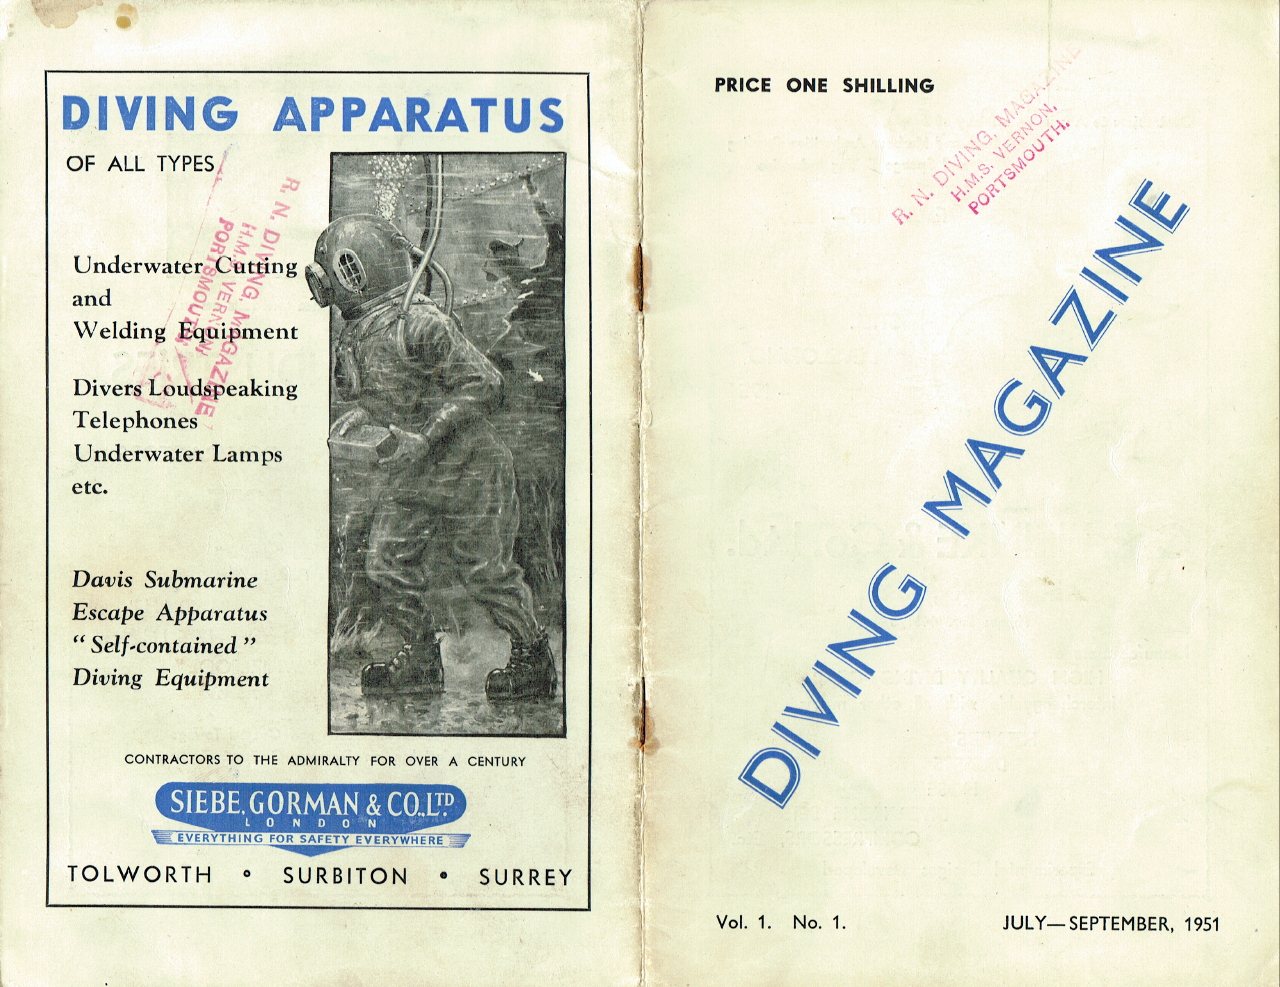 DIVING APPARATUS
OF ALL TYPES
Underwater Cutting
and
Welding Equipment
Divers Loudspeaking
Telephones
Underwater Lamps
etc.
Davis Submarine
Escape Apparatus
“Self-contained”
Diving Equipment
CONTRACTORS TO THE ADMIRALTY FOR OVER A CENTURY
SIEBE, GORMAN & CO., LTD.
LONDON
EVERYTHING FOR SAFETY EVERYWHERE
TOLWORTH • SURBITON • SURREY
R. N. DIVING, MAGAZINE
H.M.S. VERNON,
PORTSMOUTH.
PRICE ONE SHILLING
R. N. DIVING, MAGAZINE
H.M.S. VERNON,
PORTSMOUTH.
DIVING MAGAZINE
Vol. 1. No. 1.
JULY—SEPTEMBER, 1951